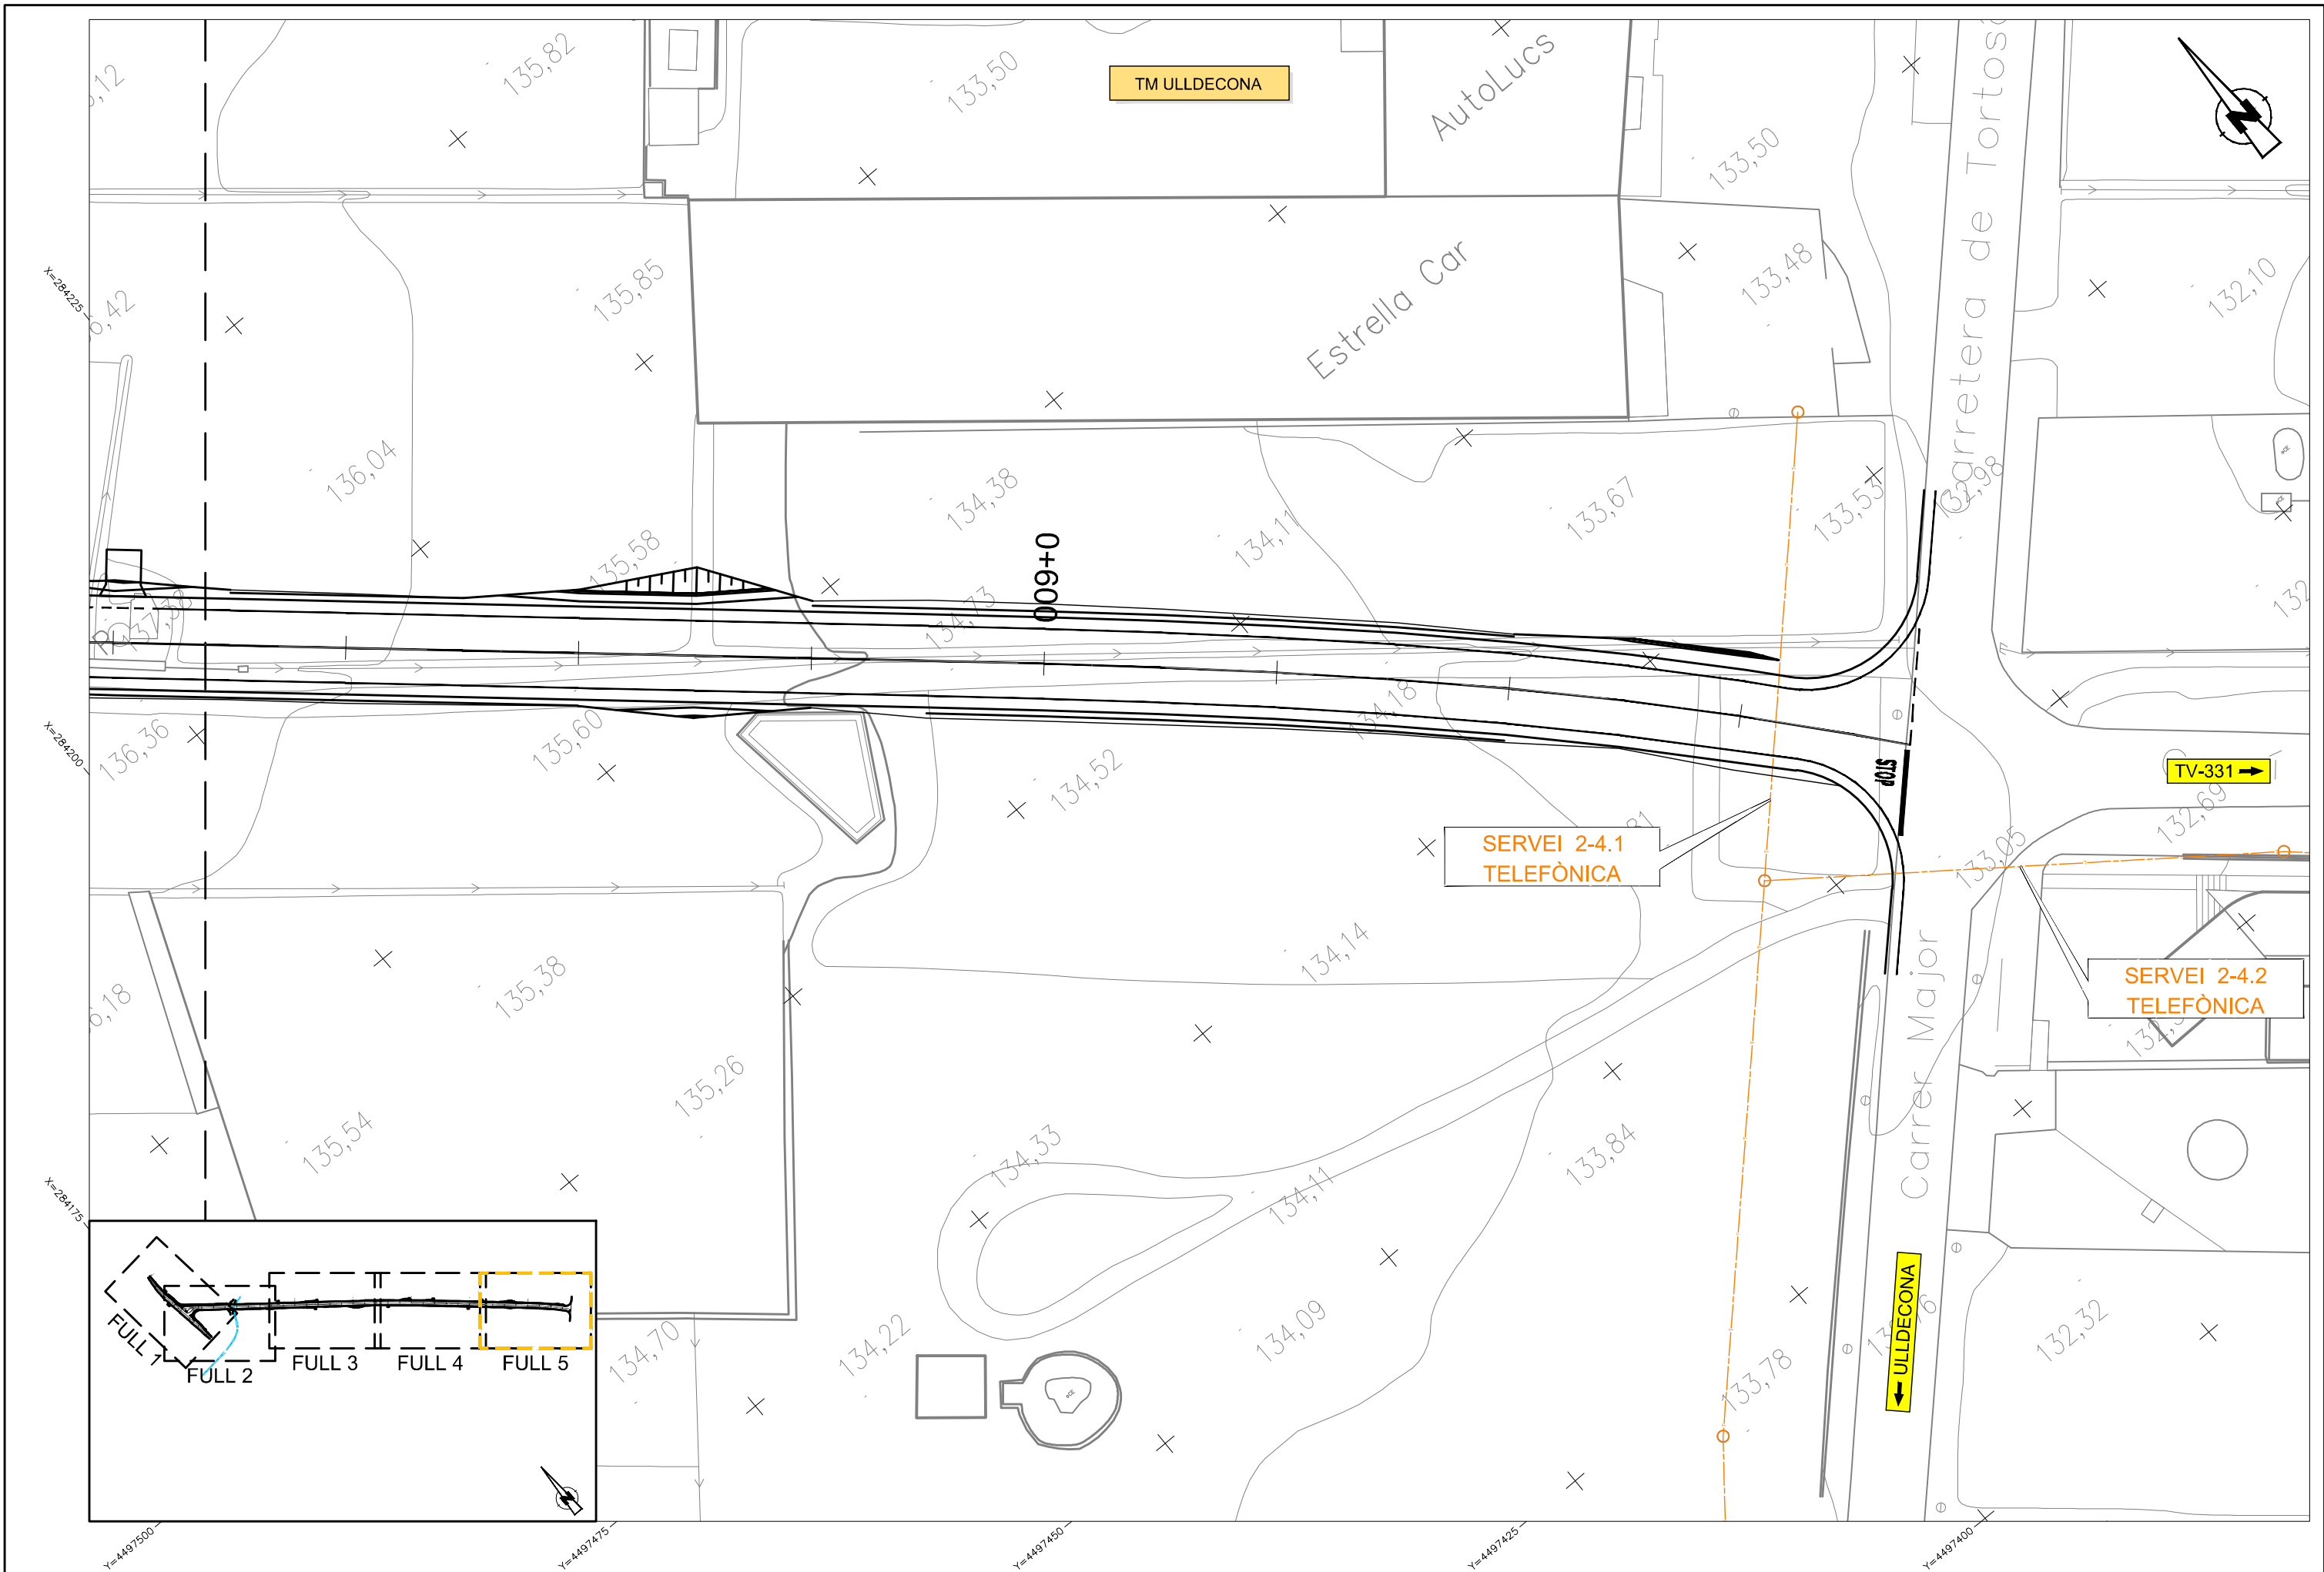 135,82
133,50
TM ULLDECONA
AutoLucs
133,50
Carretera de Tortosa
X=284225
135,85
Estrella Car
133,48
132,10
136,04
134,38
134,11
133,67
133,53
132,98
135,58
0+600
134,73
134,18
X=284200
136,36
135,60
134,52
STOP
TV-331
132,69
SERVEI 2-4.1
TELEFÒNICA
133,05
134,14
135,38
Carrer Major
SERVEI 2-4.2
TELEFÒNICA
135,26
135,54
134,33
134,11
133,84
X=284175
FULL 1
FULL 2
FULL 3
FULL 4
FULL 5
134,70
134,22
134,09
133,78
ULLDECONA
132,32
Y=4497500
Y=4497475
Y=4497450
Y=4497425
Y=4497400